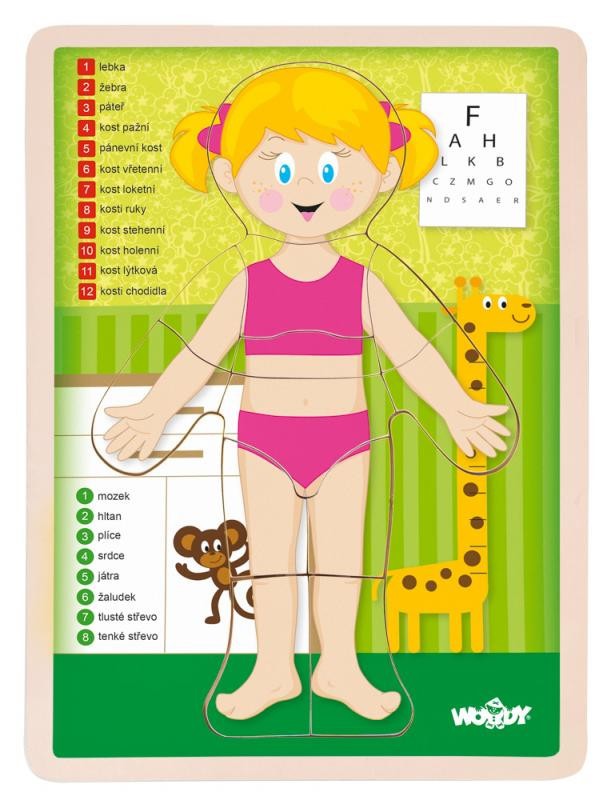 1 lebka
2 žebra
3 páteř
4 kost pažní
5 pánevní kost
6 kost vřetenní
7 kost loketní
8 kosti ruky
9 kost stehenní
10 kost holenní
11 kost lýtková
12 kosti chodidla
F
A H
L K B
C Z M G O
N D S A E R
1 mozek
2 hltan
3 plíce
4 srdce
5 játra
6 žaludek
7 tlusté střevo
8 tenké střevo
WOODY®